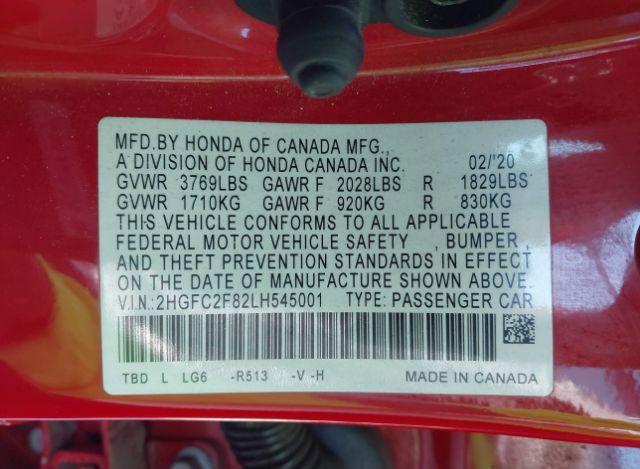 MFD.BY HONDA OF CANADA MFG.,
A DIVISION OF HONDA CANADA INC. 02/'20
GVWR 3769LBS GAWR F 2028LBS R 1829LBS
GVWR 1710KG GAWR F 920KG R 830KG
THIS VEHICLE CONFORMS TO ALL APPLICABLE
FEDERAL MOTOR VEHICLE SAFETY , BUMPER ,
AND THEFT PREVENTION STANDARDS IN EFFECT
ON THE DATE OF MANUFACTURE SHOWN ABOVE.
V.I.N.:2HGFC2F82LH545001 TYPE: PASSENGER CAR
TBD L LG6 -R513 -V -H MADE IN CANADA